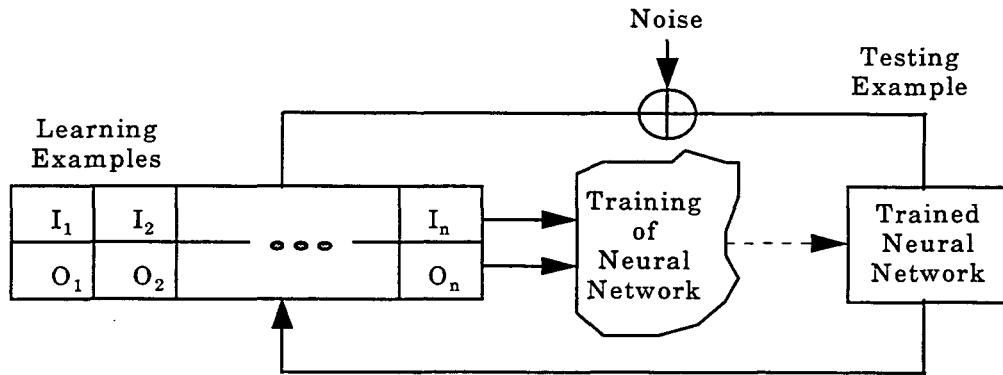 Noise
Testing
Example
Learning
Examples
I₁ I₂ Iₙ
O₁ O₂ Oₙ
Training
of
Neural
Network
Trained
Neural
Network